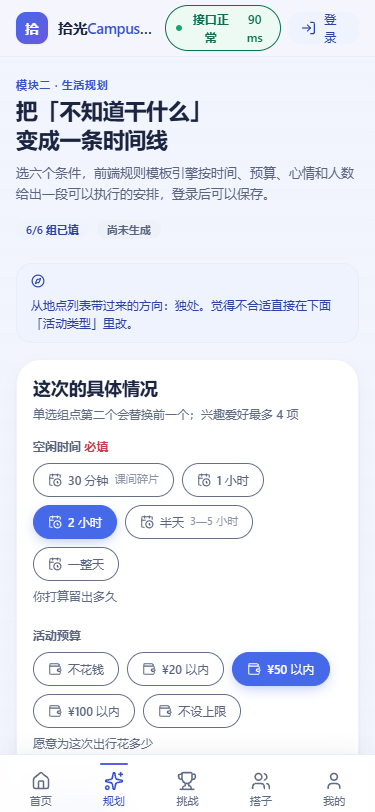 拾 拾光Campus... 接口正常 90 ms 登录
模块二 · 生活规划
把「不知道干什么」
变成一条时间线
选六个条件，前端规则模板引擎按时间、预算、心情和人数
给出一段可以执行的安排，登录后可以保存。
6/6 组已填 尚未生成
从地点列表带过来的方向：独处。觉得不合适直接在下面
「活动类型」里改。
这次的具体情况
单选组点第二个会替换前一个；兴趣爱好最多 4 项
空闲时间 必填
30 分钟 课间碎片 1 小时
2 小时 半天 3—5 小时
一整天
你打算留出多久
活动预算
不花钱 ¥20 以内 ¥50 以内
¥100 以内 不设上限
愿意为这次出行花多少
首页 规划 挑战 搭子 我的